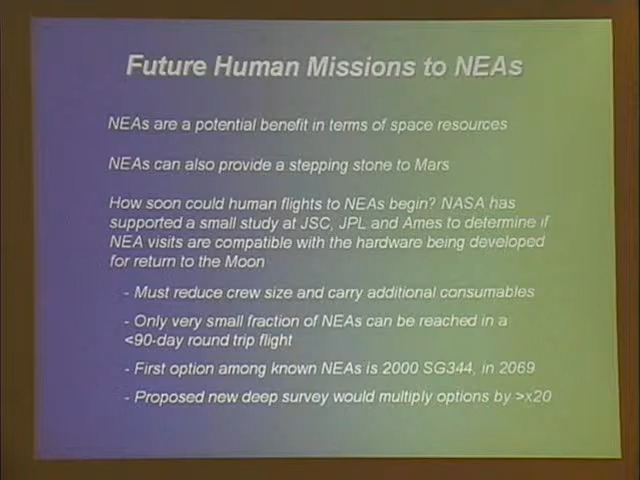 Future Human Missions to NEAs
NEAs are a potential benefit in terms of space resources
NEAs can also provide a stepping stone to Mars
How soon could human flights to NEAs begin? NASA has
supported a small study at JSC, JPL and Ames to determine if
NEA visits are compatible with the hardware being developed
for return to the Moon
- Must reduce crew size and carry additional consumables
- Only very small fraction of NEAs can be reached in a
<90-day round trip flight
- First option among known NEAs is 2000 SG344, in 2069
- Proposed new deep survey would multiply options by >x20